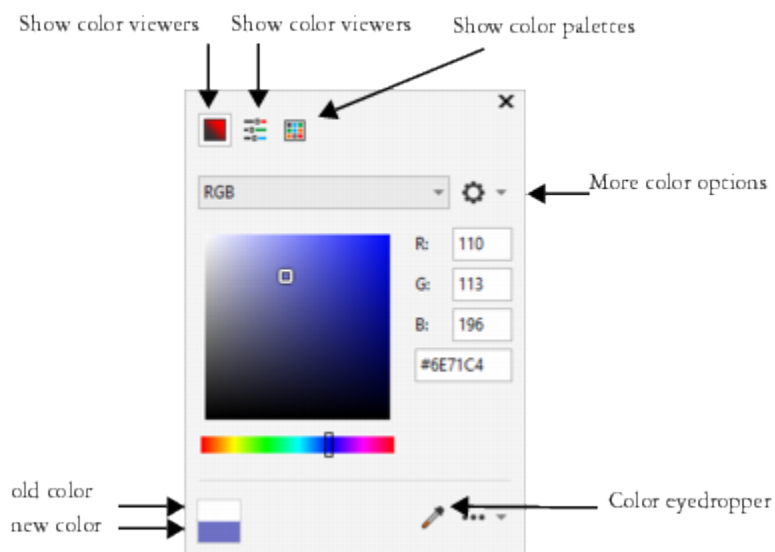 Show color viewers
Show color viewers
Show color palettes
RGB
More color options
R: 110
G: 113
B: 196
#6E71C4
old color
new color
Color eyedropper